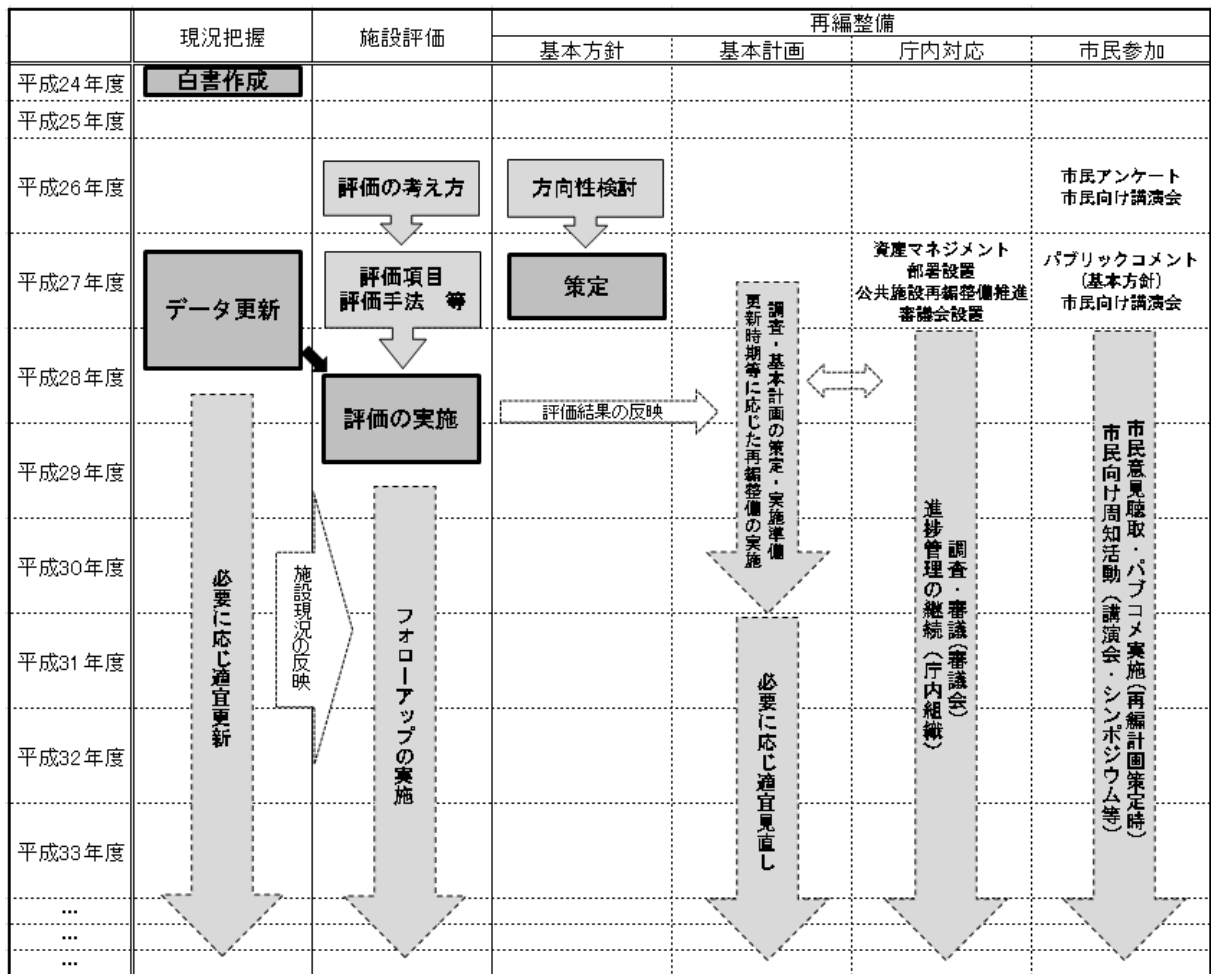 現況把握
施設評価
再編整備
基本方針
基本計画
庁内対応
市民参加
平成24年度
白書作成
平成25年度
平成26年度
評価の考え方
方向性検討
市民アンケート
市民向け講演会
平成27年度
データ更新
評価項目
評価手法　等
策定
資産マネジメント
部署設置
公共施設再編整備推進
審議会設置
パブリックコメント
(基本方針)
市民向け講演会
調査・基本計画の策定・実施準備
更新時期等に応じた再編整備の実施
平成28年度
評価の実施
評価結果の反映
平成29年度
平成30年度
必要に応じ適宜更新
施設現況の反映
フォローアップの実施
調査・審議(審議会)
進捗管理の継続(庁内組織)
市民意見聴取・パブコメ実施(再編計画策定時)
市民向け周知活動(講演会・シンポジウム等)
平成31年度
必要に応じ適宜見直し
平成32年度
平成33年度
…
…
…